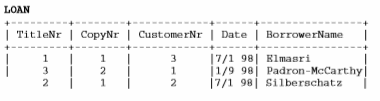 LOAN
| TitleNr | CopyNr | CustomerNr | Date | BorrowerName |
| 1 | 1 | 3 |7/1 98| Elmasri |
| 3 | 2 | 1 |1/9 98| Padron-McCarthy|
2 | 1 | 2 |7/1 98| Silberschatz |